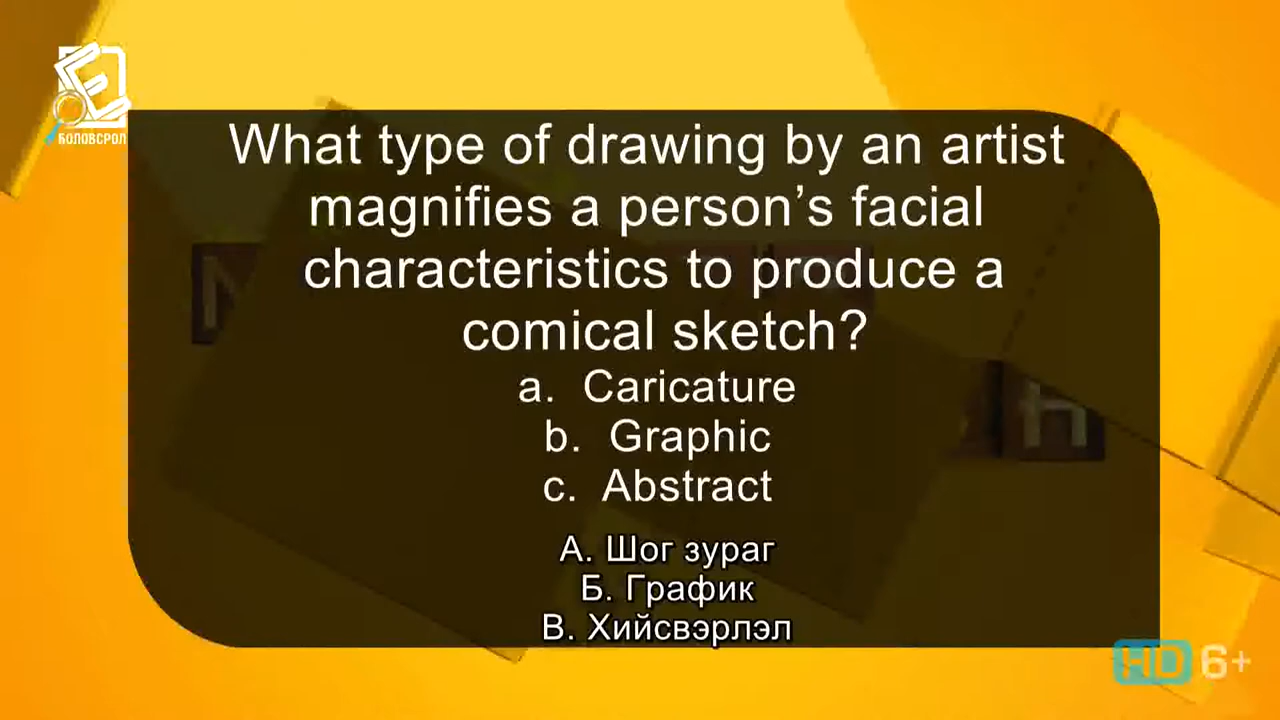 БОЛОВСРОЛ
What type of drawing by an artist
magnifies a person’s facial
characteristics to produce a
comical sketch?
a. Caricature
b. Graphic
c. Abstract
А. Шог зураг
Б. График
В. Хийсвэрлэл
HD 6+